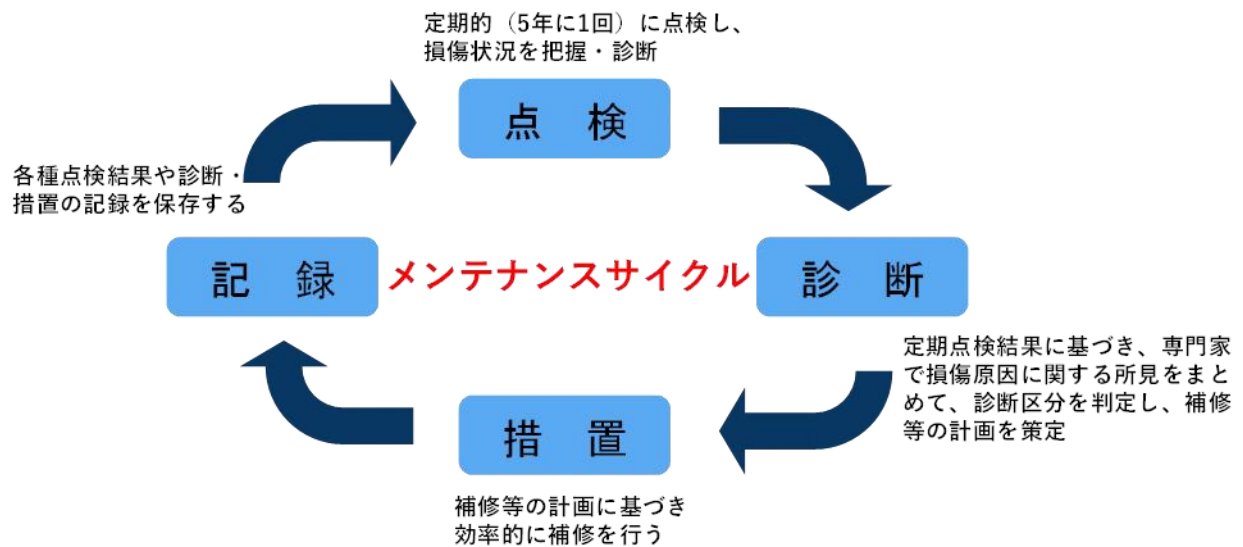 定期的（5年に1回）に点検し、
損傷状況を把握・診断
点　検
各種点検結果や診断・
措置の記録を保存する
記　録
メンテナンスサイクル
診　断
定期点検結果に基づき、専門家
で損傷原因に関する所見をまと
めて、診断区分を判定し、補修
等の計画を策定
措　置
補修等の計画に基づき
効率的に補修を行う